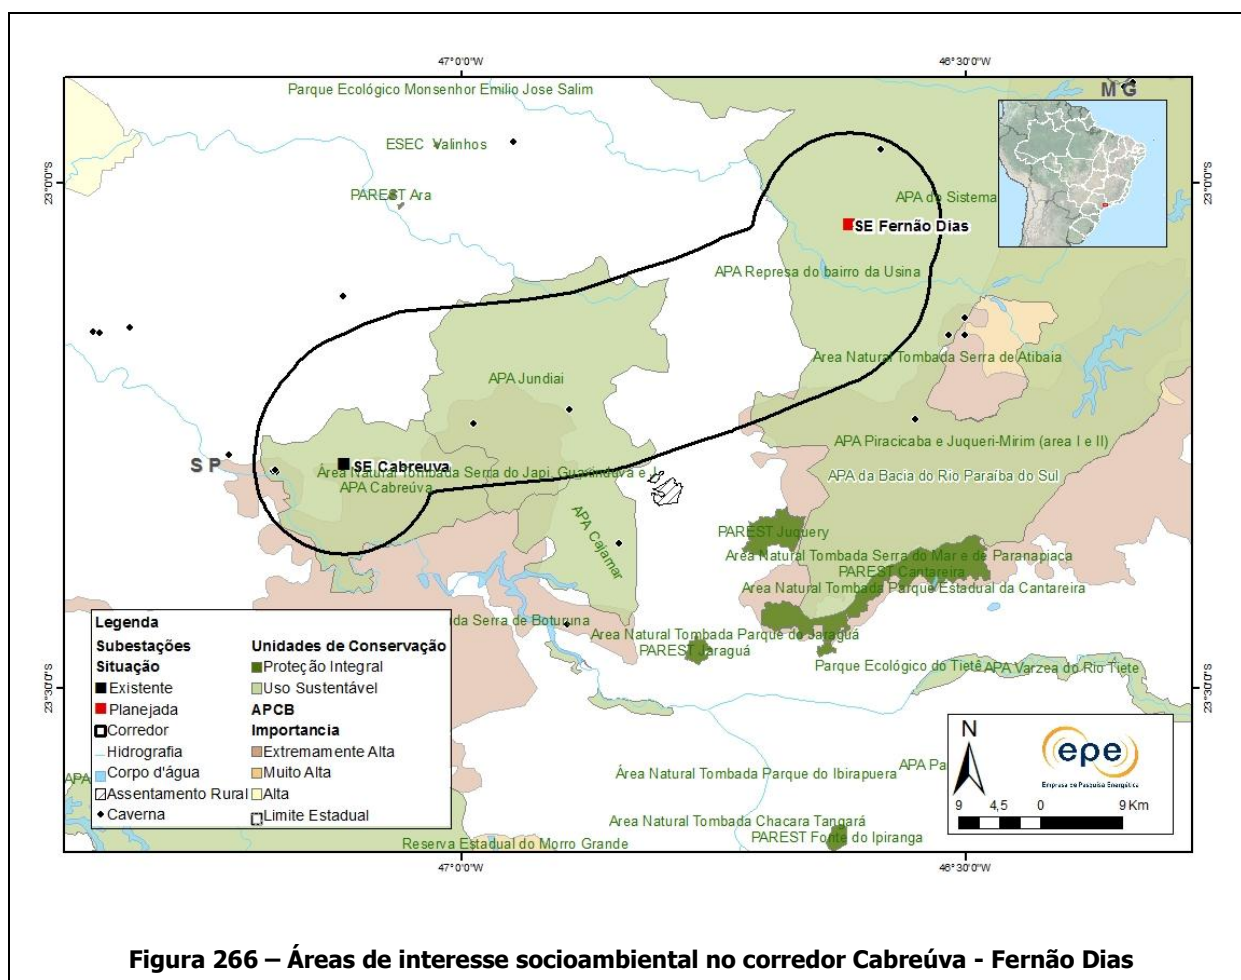 47°0'0"W
46°30'0"W
Parque Ecológico Monsenhor Emilio Jose Salim
MG
ESEC Valinhos
23°0'0"S
23°0'0"S
PAREST Ara
APA do Sistema
SE Fernão Dias
APA Represa do bairro da Usina
Area Natural Tombada Serra de Atibaia
APA Jundiai
APA Piracicaba e Juqueri-Mirim (area I e II)
SP
SE Cabreuva
Área Natural Tombada Serra do Japi, Guaxinduva e J
APA Cabreúva
APA da Bacia do Rio Paraiba do Sul
APA Cajamar
PAREST Juquery
Area Natural Tombada Serra do Mar e de Paranapiaca
PAREST Cantareira
Area Natural Tombada Parque Estadual da Cantareira
da Serra de Boturuna
Area Natural Tombada Parque do Jaraguá
PAREST Jaraguá
Parque Ecológico do Tietê
APA Varzea do Rio Tiete
23°30'0"S
23°30'0"S
Legenda
Subestações
Situação
Existente
Planejada
Corredor
Hidrografia
Corpo d'água
Assentamento Rural
Caverna
Unidades de Conservação
Proteção Integral
Uso Sustentável
APCB
Importancia
Extremamente Alta
Muito Alta
Alta
Limite Estadual
APA
Área Natural Tombada Parque do Ibirapuera
APA Pa
Area Natural Tombada Chacara Tangará
PAREST Fonte do Ipiranga
Reserva Estadual do Morro Grande
N
epe
Empresa de Pesquisa Energética
9 4,5 0 9 Km
47°0'0"W
46°30'0"W
Figura 266 – Áreas de interesse socioambiental no corredor Cabreúva - Fernão Dias